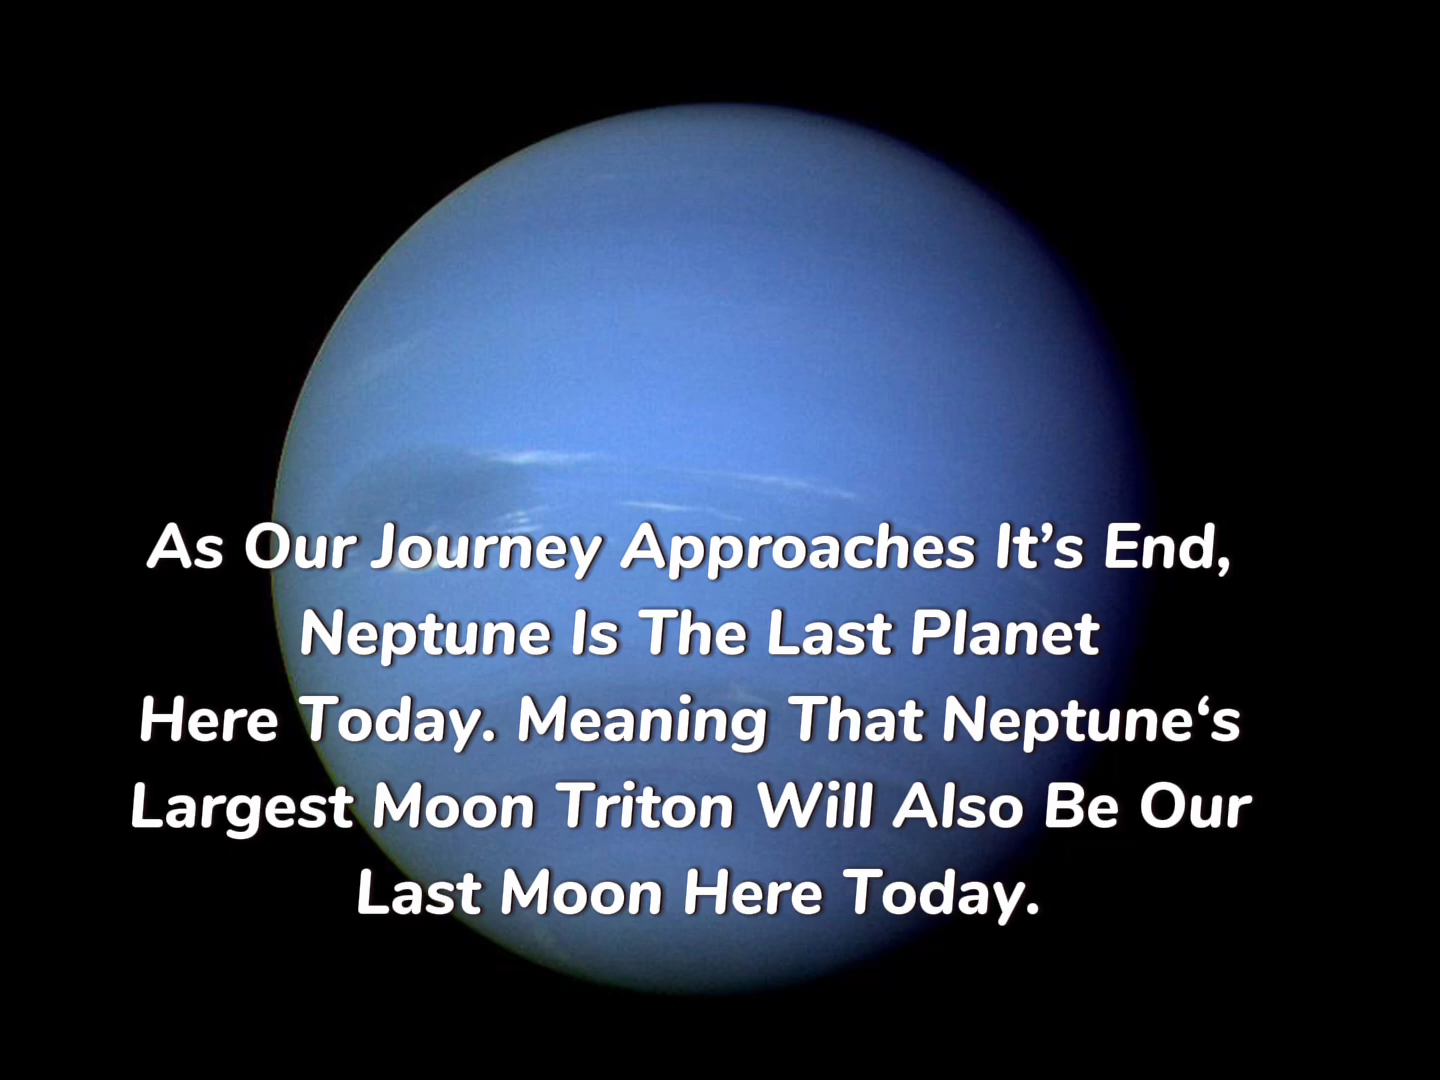 As Our Journey Approaches It’s End,
Neptune Is The Last Planet
Here Today. Meaning That Neptune‘s
Largest Moon Triton Will Also Be Our
Last Moon Here Today.